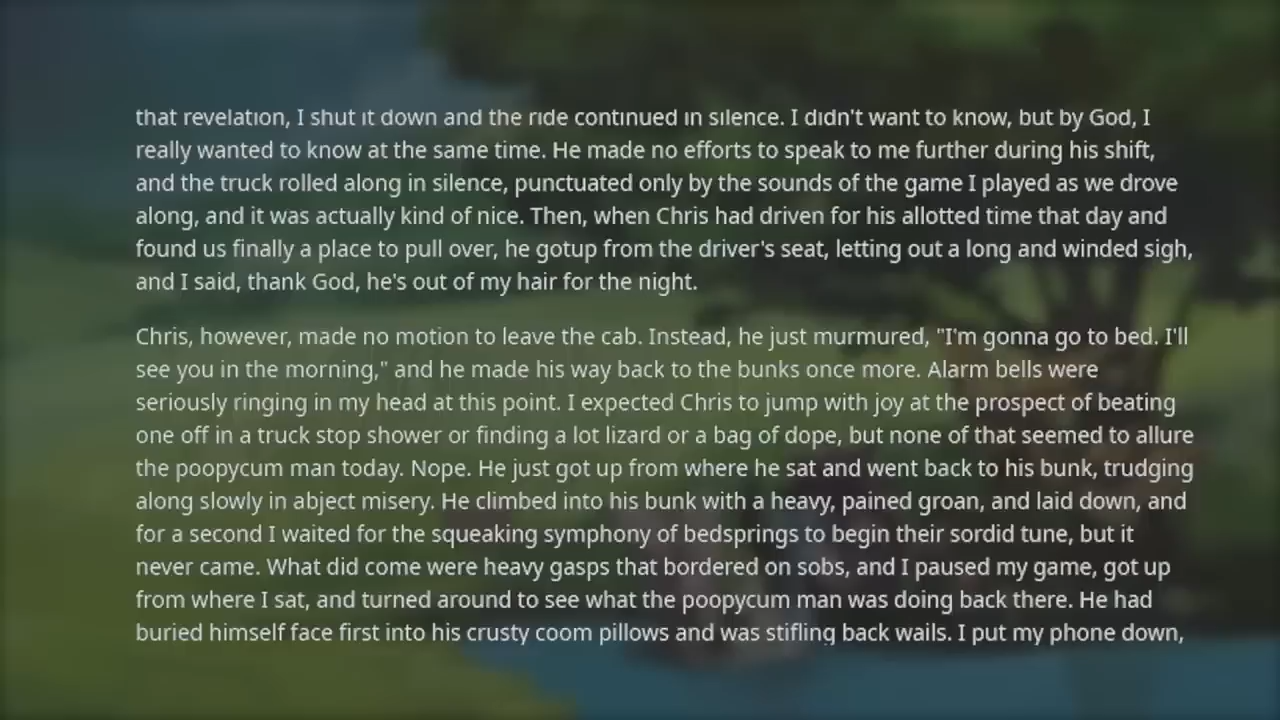 that revelation, I shut it down and the ride continued in silence. I didn't want to know, but by God, I
really wanted to know at the same time. He made no efforts to speak to me further during his shift,
and the truck rolled along in silence, punctuated only by the sounds of the game I played as we drove
along, and it was actually kind of nice. Then, when Chris had driven for his allotted time that day and
found us finally a place to pull over, he gotup from the driver's seat, letting out a long and winded sigh,
and I said, thank God, he's out of my hair for the night.
Chris, however, made no motion to leave the cab. Instead, he just murmured, "I'm gonna go to bed. I'll
see you in the morning," and he made his way back to the bunks once more. Alarm bells were
seriously ringing in my head at this point. I expected Chris to jump with joy at the prospect of beating
one off in a truck stop shower or finding a lot lizard or a bag of dope, but none of that seemed to allure
the poopycum man today. Nope. He just got up from where he sat and went back to his bunk, trudging
along slowly in abject misery. He climbed into his bunk with a heavy, pained groan, and laid down, and
for a second I waited for the squeaking symphony of bedsprings to begin their sordid tune, but it
never came. What did come were heavy gasps that bordered on sobs, and I paused my game, got up
from where I sat, and turned around to see what the poopycum man was doing back there. He had
buried himself face first into his crusty coom pillows and was stifling back wails. I put my phone down,